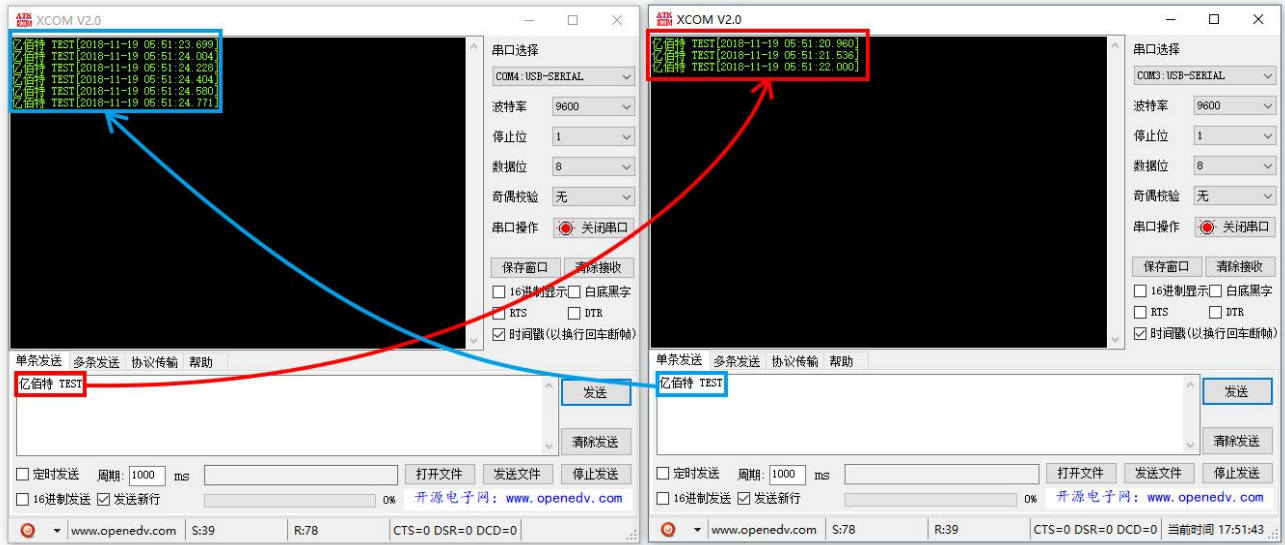 XCOM V2.0
亿佰特 TEST[2018-11-19 05:51:23.699]
亿佰特 TEST[2018-11-19 05:51:24.004]
亿佰特 TEST[2018-11-19 05:51:24.228]
亿佰特 TEST[2018-11-19 05:51:24.404]
亿佰特 TEST[2018-11-19 05:51:24.580]
亿佰特 TEST[2018-11-19 05:51:24.771]
串口选择
COM4:USB-SERIAL
波特率 9600
停止位 1
数据位 8
奇偶校验 无
串口操作 关闭串口
保存窗口 清除接收
16进制显示 白底黑字
RTS DTR
时间戳(以换行回车断帧)
单条发送 多条发送 协议传输 帮助
亿佰特 TEST
发送
清除发送
定时发送 周期: 1000 ms 打开文件 发送文件 停止发送
16进制发送 发送新行 0% 开源电子网: www.openedv.com
www.openedv.com S:39 R:78 CTS=0 DSR=0 DCD=0
XCOM V2.0
亿佰特 TEST[2018-11-19 05:51:20.960]
亿佰特 TEST[2018-11-19 05:51:21.536]
亿佰特 TEST[2018-11-19 05:51:22.000]
串口选择
COM3:USB-SERIAL
波特率 9600
停止位 1
数据位 8
奇偶校验 无
串口操作 关闭串口
保存窗口 清除接收
16进制显示 白底黑字
RTS DTR
时间戳(以换行回车断帧)
单条发送 多条发送 协议传输 帮助
亿佰特 TEST
发送
清除发送
定时发送 周期: 1000 ms 打开文件 发送文件 停止发送
16进制发送 发送新行 0% 开源电子网: www.openedv.com
www.openedv.com S:78 R:39 CTS=0 DSR=0 DCD=0 当前时间 17:51:43